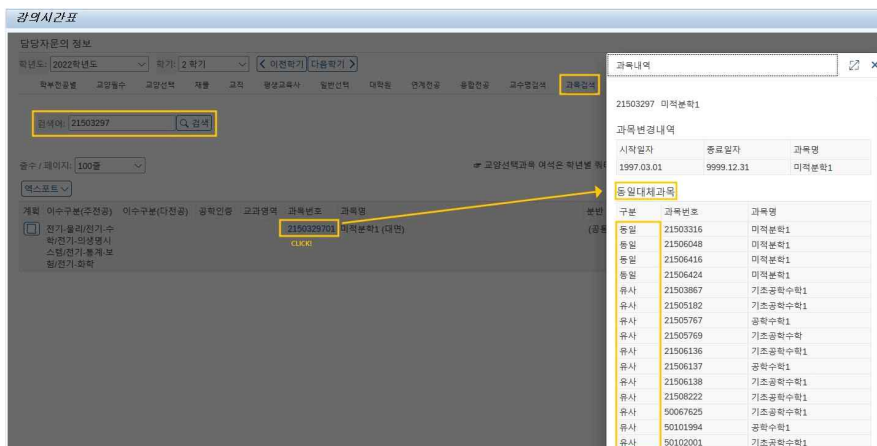 강의시간표
담당자문의 정보
학년도: 2022학년도 학기: 2 학기 이전학기 다음학기
학부전공별 교양필수 교양선택 채플 교직 평생교육사 일반선택 대학원 연계전공 융합전공 교수명검색 과목검색
검색어: 21503297 검색
줄수 / 페이지: 100줄
☞ 교양선택과목 여석은 학년별
엑스포트
계획 이수구분(주전공) 이수구분(다전공) 공학인증 교과영역 과목번호 과목명 분반
전기-물리/전기-수
학/전기-의생명시
스템/전기-통계·보
험/전기-화학
2150329701 미적분학1 (대면)
CLICK!
과목내역
21503297 미적분학1
과목변경내역
시작일자 종료일자 과목명
1997.03.01 9999.12.31 미적분학1
동일대체과목
구분 과목번호 과목명
동일 21503316 미적분학1
동일 21506048 미적분학1
동일 21506416 미적분학1
동일 21506424 미적분학1
유사 21503867 기초공학수학1
유사 21505182 기초공학수학1
유사 21505767 공학수학1
유사 21505769 기초공학수학
유사 21506136 기초공학수학1
유사 21506137 공학수학1
유사 21506138 기초공학수학1
유사 21508222 기초공학수학1
유사 50067625 기초공학수학1
유사 50101994 공학수학1
유사 50102001 기초공학수학1